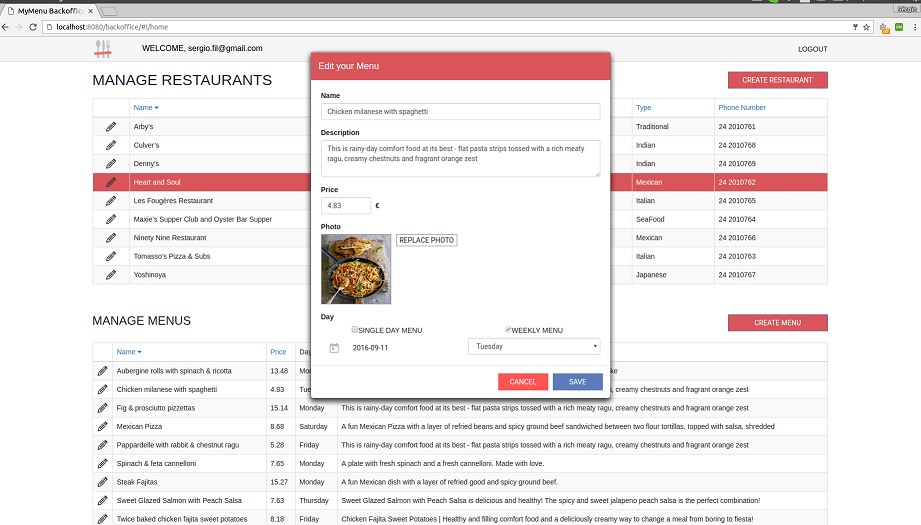 MyMenu Backoffice
Sérgio
localhost:8080/backoffice/#!/home
WELCOME, sergio.fil@gmail.com
LOGOUT
MANAGE RESTAURANTS
CREATE RESTAURANT
Name
Type
Phone Number
Arby's
Traditional
24 2010761
Culver's
Indian
24 2010768
Denny's
Indian
24 2010769
Heart and Soul
Mexican
24 2010762
Les Fougères Restaurant
Italian
24 2010765
Maxie's Supper Club and Oyster Bar Supper
SeaFood
24 2010764
Ninety Nine Restaurant
Mexican
24 2010766
Tomasso's Pizza & Subs
Italian
24 2010763
Yoshinoya
Japanese
24 2010767
Edit your Menu
Name
Chicken milanese with spaghetti
Description
This is rainy-day comfort food at its best - flat pasta strips tossed with a rich meaty
ragu, creamy chestnuts and fragrant orange zest
Price
4.83
€
Photo
REPLACE PHOTO
Day
SINGLE DAY MENU
WEEKLY MENU
2016-09-11
Tuesday
CANCEL
SAVE
MANAGE MENUS
CREATE MENU
Name
Price
Day
Aubergine rolls with spinach & ricotta
13.48
Chicken milanese with spaghetti
4.83
, creamy chestnuts and fragrant orange zest
Fig & prosciutto pizzettas
15.14
Monday
This is rainy-day comfort food at its best - flat pasta strips tossed with a rich meaty ragu, creamy chestnuts and fragrant orange zest
Mexican Pizza
8.68
Saturday
A fun Mexican Pizza with a layer of refried beans and spicy ground beef sandwiched between two flour tortillas, topped with salsa, shredded
Pappardelle with rabbit & chestnut ragu
5.28
Friday
This is rainy-day comfort food at its best - flat pasta strips tossed with a rich meaty ragu, creamy chestnuts and fragrant orange zest
Spinach & feta cannelloni
7.65
Monday
A plate with fresh spinach and a fresh cannelloni. Made with love.
Steak Fajitas
15.27
Monday
A fun Mexican dish with a layer of refried good and spicy ground beef.
Sweet Glazed Salmon with Peach Salsa
7.63
Thursday
Sweet Glazed Salmon with Peach Salsa is delicious and healthy! The spicy and sweet jalapeno peach salsa is the perfect combination!
Twice baked chicken fajita sweet potatoes
8.18
Friday
Chicken Fajita Sweet Potatoes | Healthy and filling comfort food and a deliciously creamy way to change a meal from boring to fiesta!